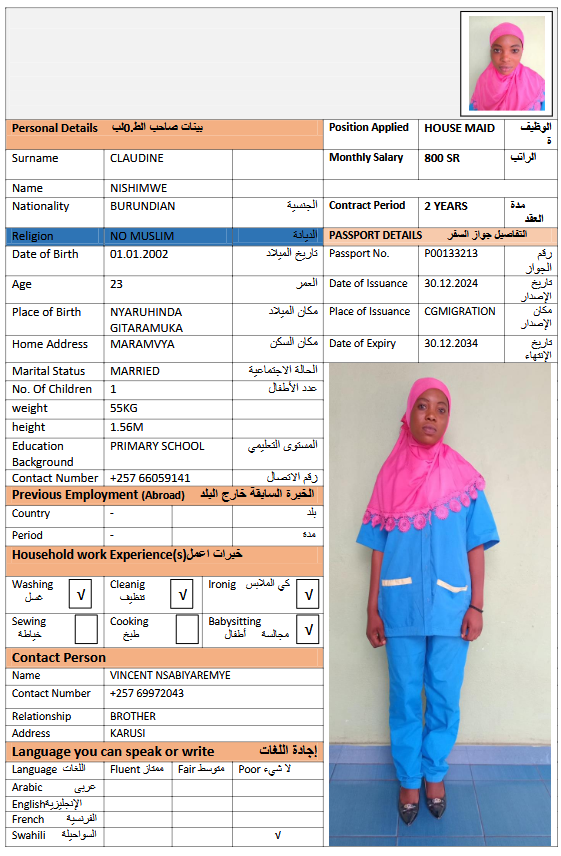 Personal Details بينات صاحب الط.0لب
Position Applied HOUSE MAID الوظيف
ة
Surname CLAUDINE
Monthly Salary 800 SR الراتب
Name NISHIMWE
Nationality BURUNDIAN الجنسية
Contract Period 2 YEARS مدة
العقد
Religion NO MUSLIM الديانة
PASSPORT DETAILS التفاصيل جواز السفر
Date of Birth 01.01.2002 تاريخ الميلاد
Passport No. P00133213 رقم
الجواز
Age 23 العمر
Date of Issuance 30.12.2024 تاريخ
الإصدار
Place of Birth NYARUHINDA مكان الميلاد
GITARAMUKA
Place of Issuance CGMIGRATION مكان
الإصدار
Home Address MARAMVYA مكان السكن
Date of Expiry 30.12.2034 تاريخ
الإنتهاء
Marital Status MARRIED الحالة الاجتماعية
No. Of Children 1 عدد الأطفال
weight 55KG
height 1.56M
Education PRIMARY SCHOOL المستوى التعليمي
Background
Contact Number +257 66059141 رقم الاتصال
Previous Employment (Abroad) الخبرة السابقة خارج البلد
Country - بلد
Period - مدة
Household work Experience(s) خبرات اعمل
Washing √ Cleanig √ Ironig كي الملابس √
غسل تنظيف
Sewing Cooking Babysitting √
خياطة طبخ مجالسة أطفال
Contact Person
Name VINCENT NSABIYAREMYE
Contact Number +257 69972043
Relationship BROTHER
Address KARUSI
Language you can speak or write إجادة اللغات
Language اللغات Fluent ممتاز Fair متوسط Poor لا شيء
Arabic عربى
English الإنجليزية
French الفرنسية
Swahili السواحيلة √